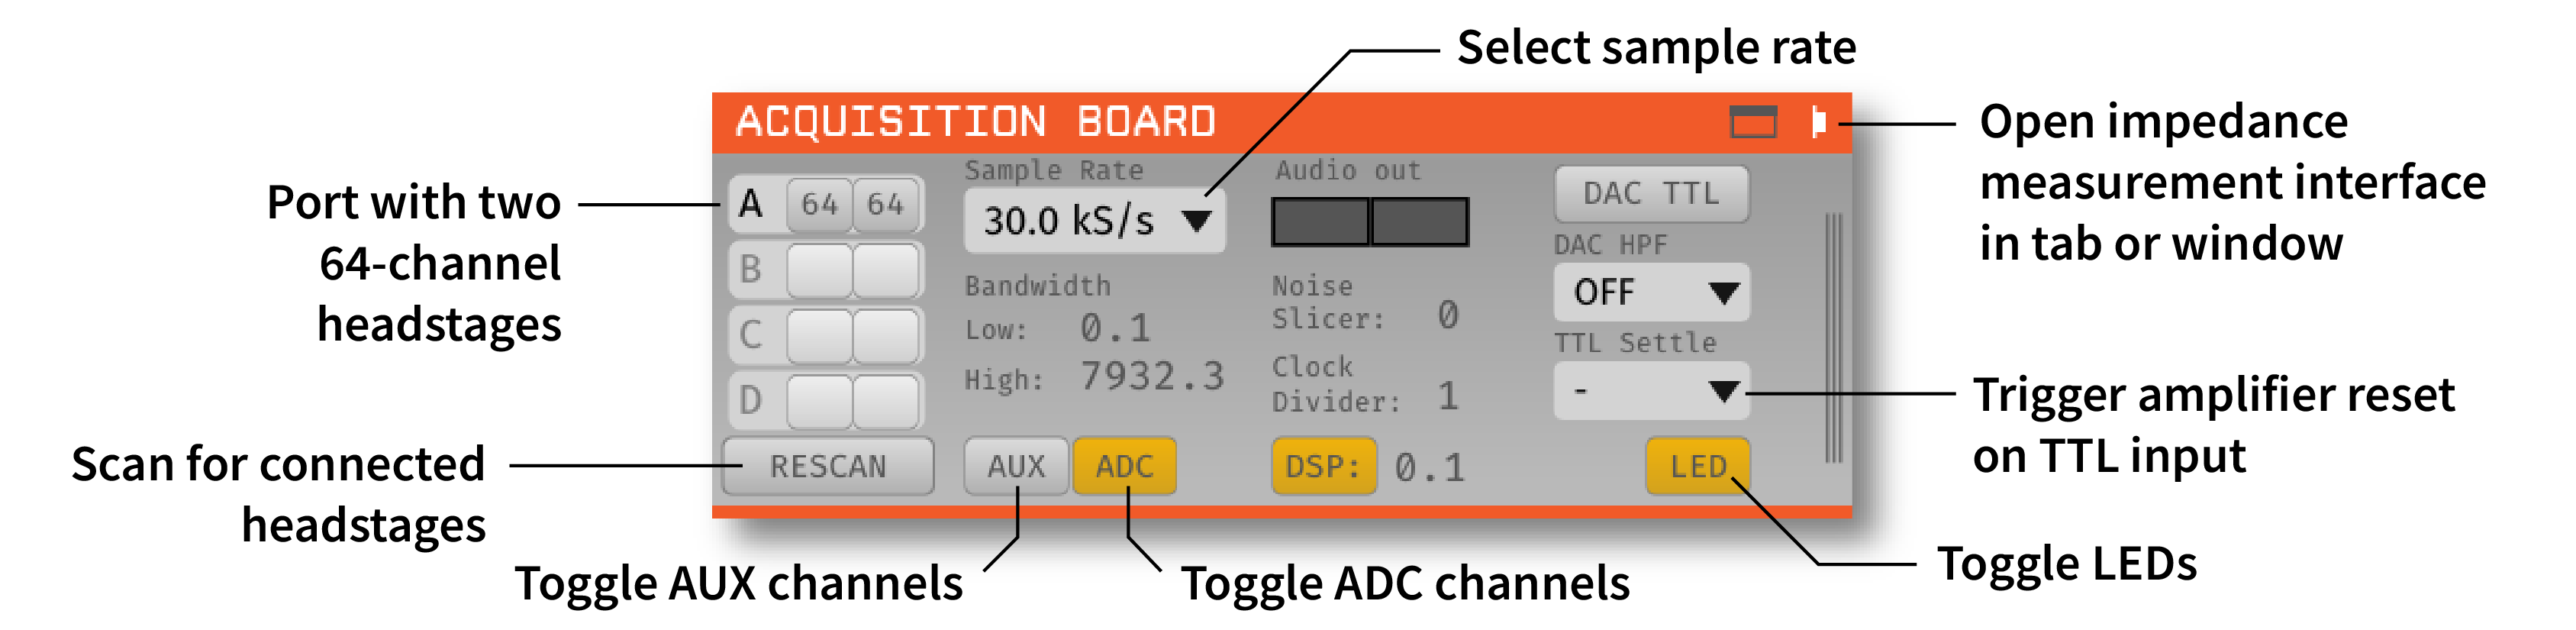 Select sample rate
ACQUISITION BOARD
Open impedance
measurement interface
in tab or window
Port with two
64-channel
headstages
A 64 64
B
C
D
Sample Rate
30.0 kS/s
Bandwidth
Low: 0.1
High: 7932.3
Audio out
Noise
Slicer: 0
Clock
Divider: 1
DAC TTL
DAC HPF
OFF
TTL Settle
-
Trigger amplifier reset
on TTL input
Scan for connected
headstages
RESCAN
AUX
ADC
DSP: 0.1
LED
Toggle AUX channels
Toggle ADC channels
Toggle LEDs